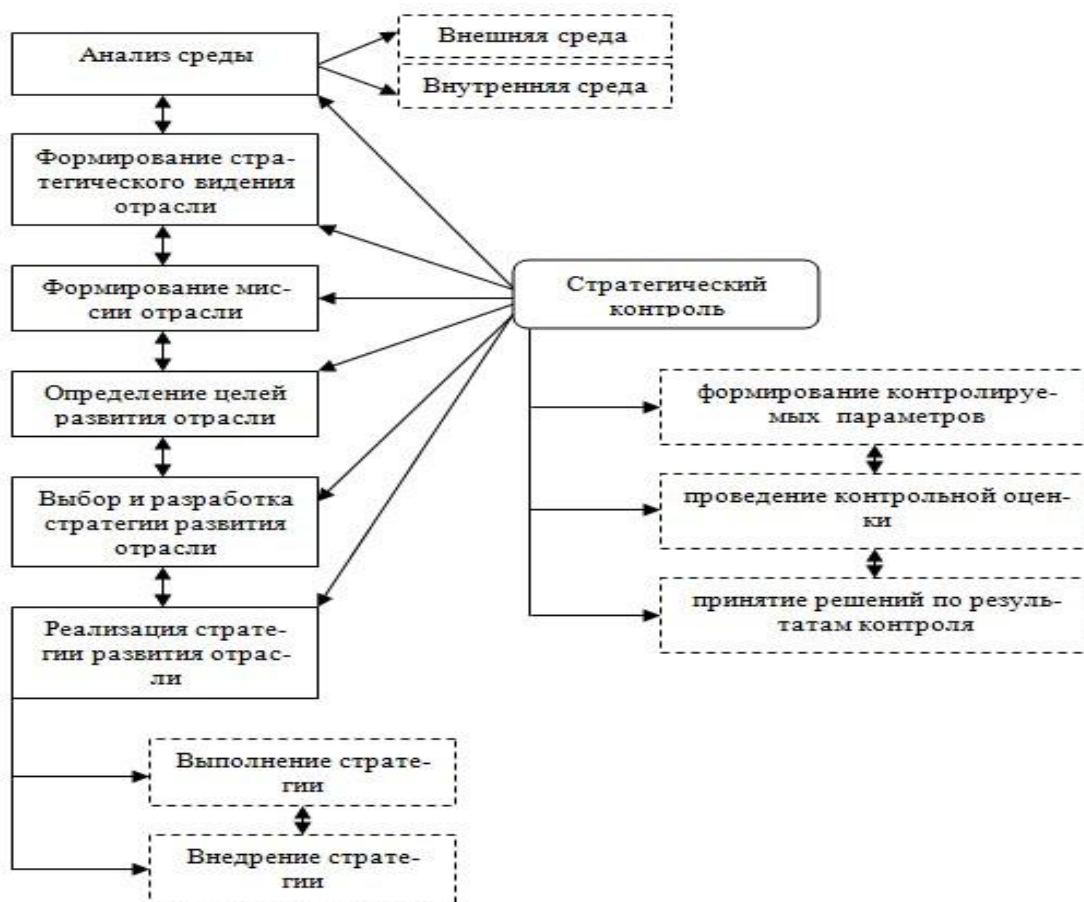 Анализ среды
Внешняя среда
Внутренняя среда
Формирование стра-
тегического видения
отрасли
Формирование мис-
сии отрасли
Стратегический
контроль
Определение целей
развития отрасли
формирование контролируе-
мых параметров
Выбор и разработка
стратегии развития
отрасли
проведение контрольной оцен-
ки
принятие решений по резуль-
татам контроля
Реализация страте-
гии развития отрас-
ли
Выполнение страте-
гии
Внедрение страте-
гии